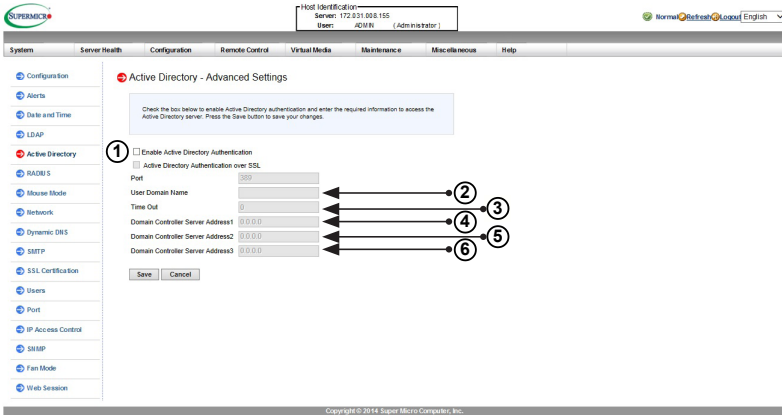 SUPERMICRO
Host Identification
Server: 172.031.008.155
User: ADMIN (Administrator)
Normal Refresh Logout English
System Server Health Configuration Remote Control Virtual Media Maintenance Miscellaneous Help
Configuration
Alerts
Date and Time
LDAP
Active Directory
RADIUS
Mouse Mode
Network
Dynamic DNS
SMTP
SSL Certification
Users
Port
IP Access Control
SNMP
Fan Mode
Web Session
Active Directory - Advanced Settings
Check the box below to enable Active Directory authentication and enter the required information to access the
Active Directory server. Press the Save button to save your changes.
1 Enable Active Directory Authentication
Active Directory Authentication over SSL
Port 389
User Domain Name 2
Time Out 0 3
Domain Controller Server Address1 0.0.0.0 4
Domain Controller Server Address2 0.0.0.0 5
Domain Controller Server Address3 0.0.0.0 6
Save Cancel
Copyright © 2014 Super Micro Computer, Inc.